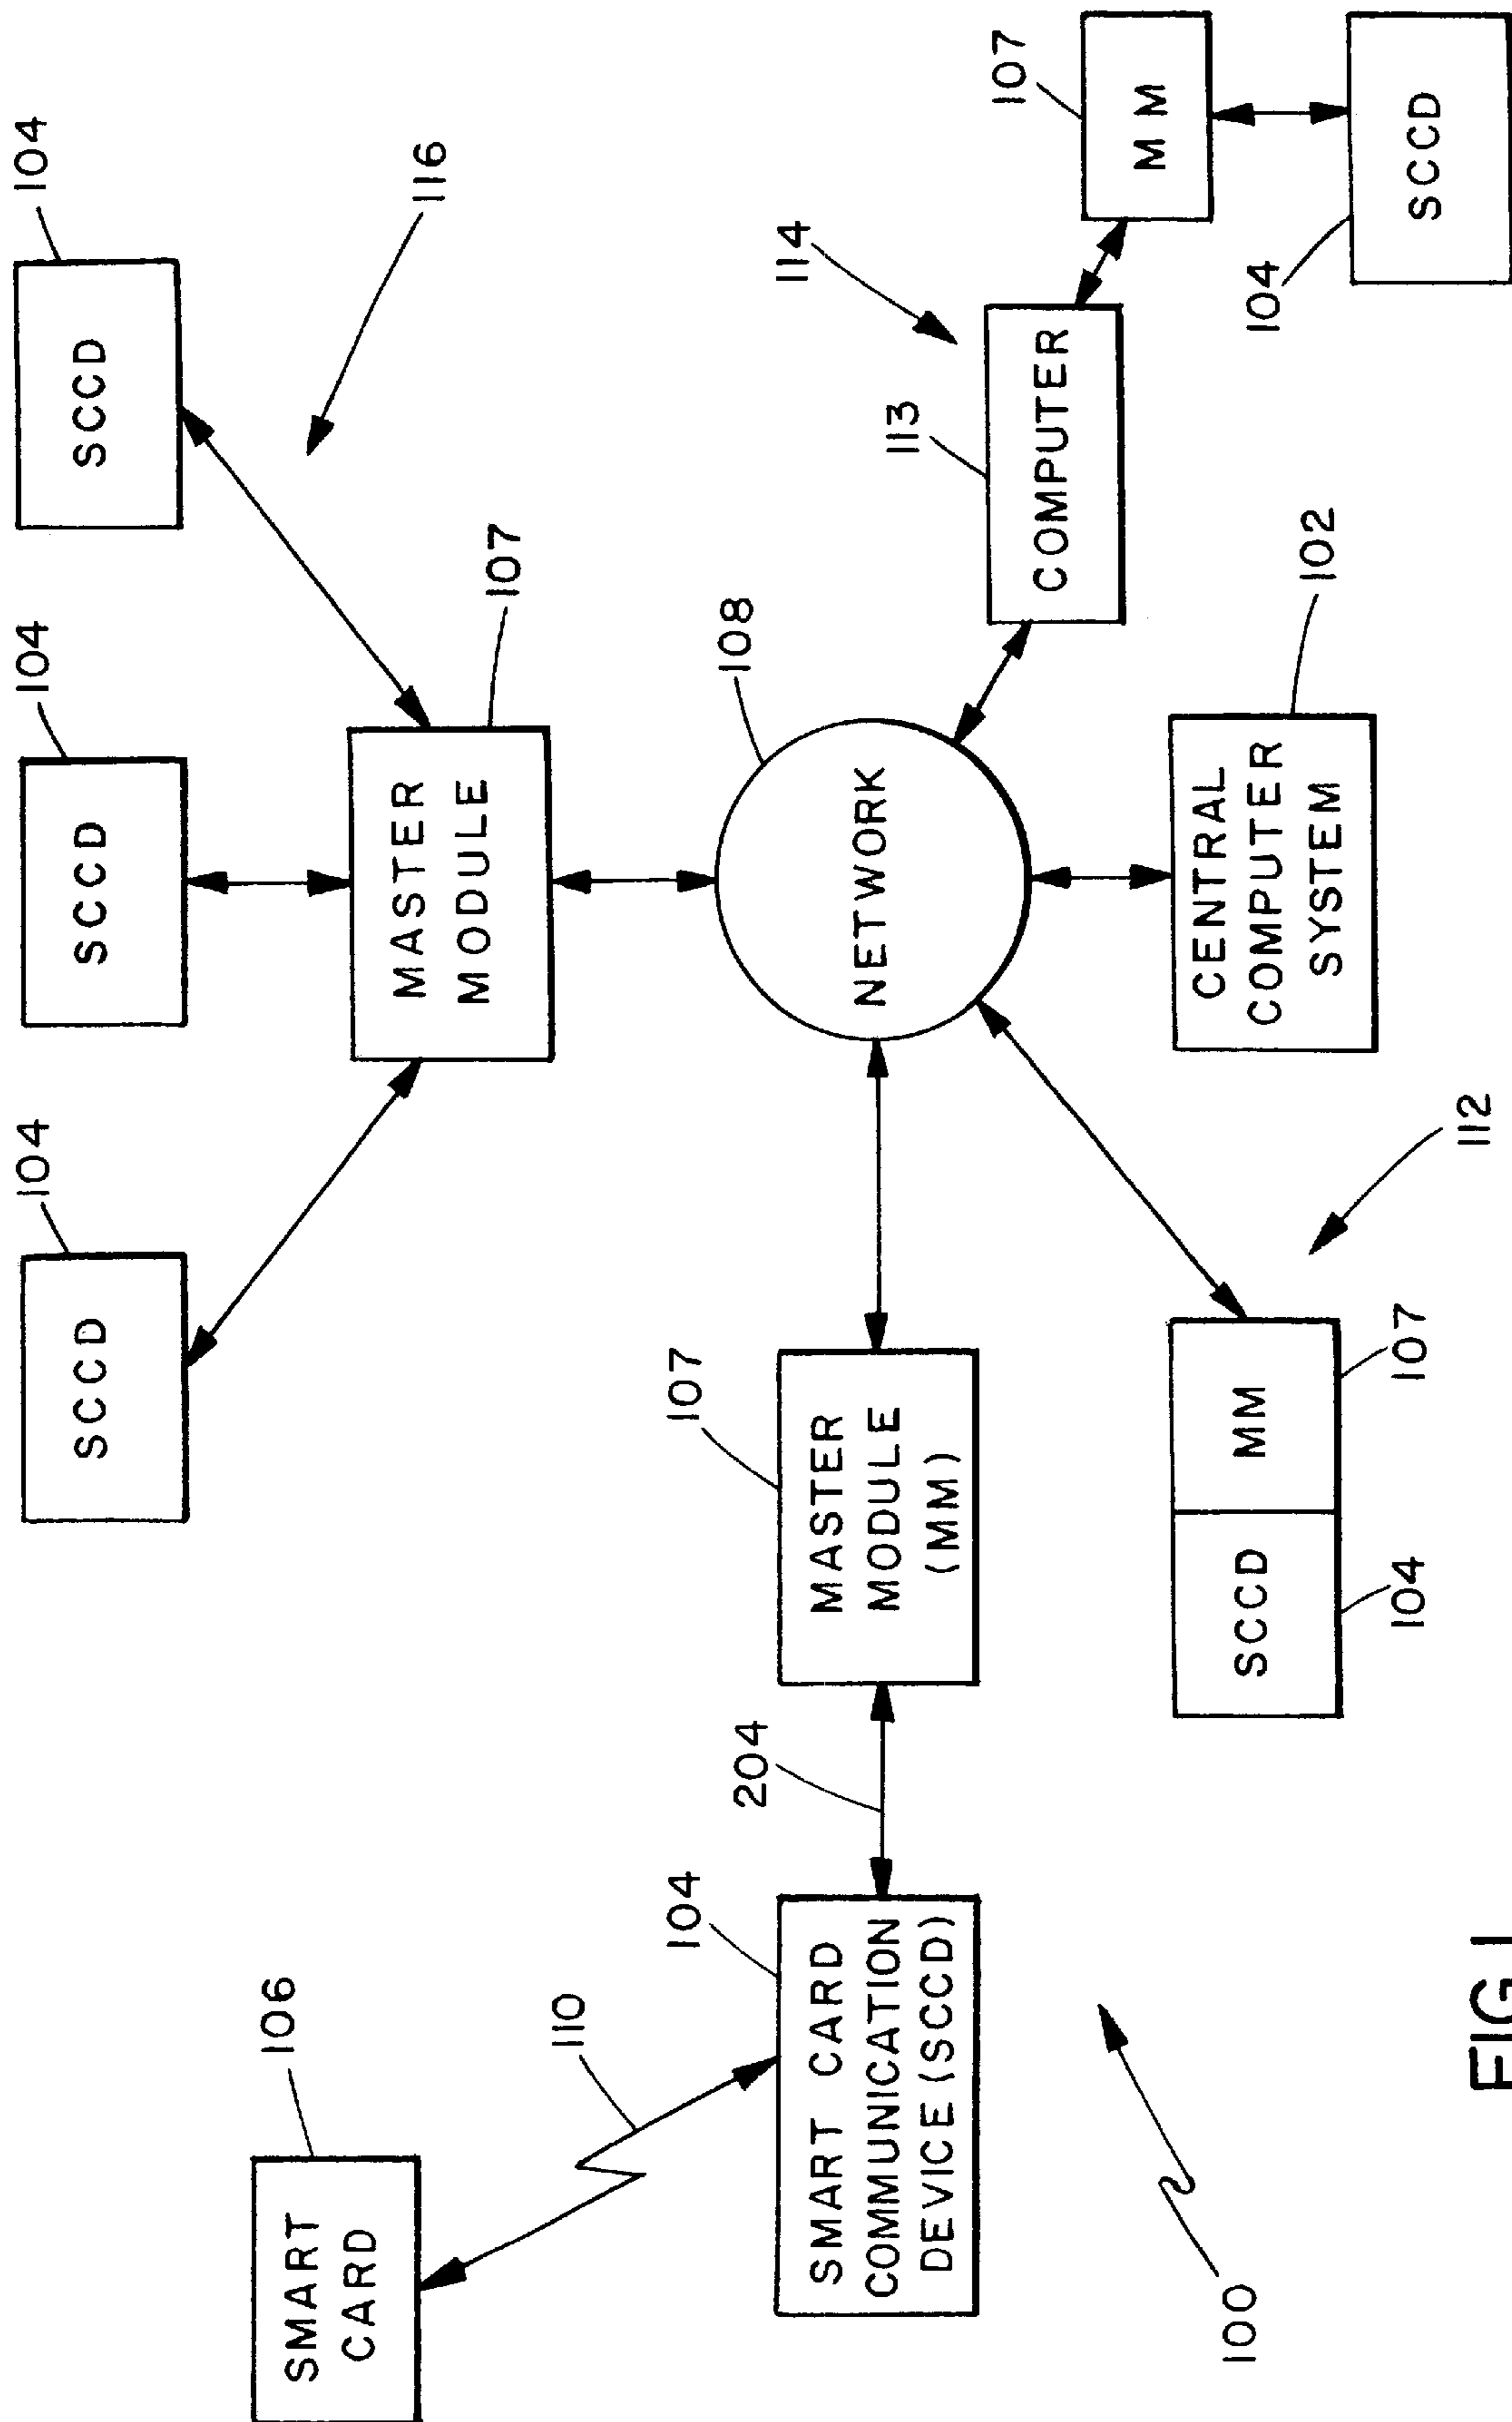 104
SCCD
104
SCCD
104
SCCD
116
MASTER
MODULE
107
106
SMART
CARD
110
108
NETWORK
104
SMART CARD
COMMUNICATION
DEVICE (SCCD)
204
107
MASTER
MODULE
(MM)
114
113
COMPUTER
107
MM
104
SCCD
SCCD
MM
104
107
112
CENTRAL
COMPUTER
SYSTEM
102
100
FIG.1